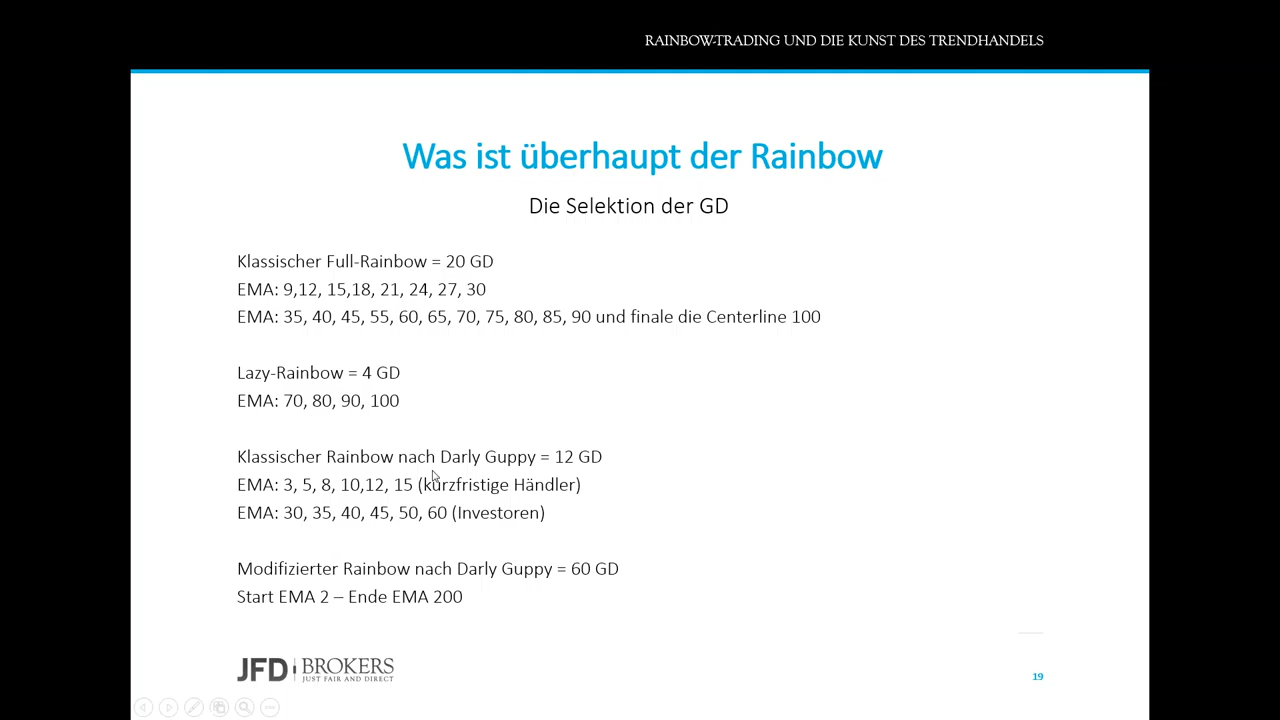 RAINBOW-TRADING UND DIE KUNST DES TRENDHANDELS
Was ist überhaupt der Rainbow
Die Selektion der GD
Klassischer Full-Rainbow = 20 GD
EMA: 9,12, 15,18, 21, 24, 27, 30
EMA: 35, 40, 45, 55, 60, 65, 70, 75, 80, 85, 90 und finale die Centerline 100
Lazy-Rainbow = 4 GD
EMA: 70, 80, 90, 100
Klassischer Rainbow nach Darly Guppy = 12 GD
EMA: 3, 5, 8, 10,12, 15 (kurzfristige Händler)
EMA: 30, 35, 40, 45, 50, 60 (Investoren)
Modifizierter Rainbow nach Darly Guppy = 60 GD
Start EMA 2 – Ende EMA 200
JFD BROKERS
JUST FAIR AND DIRECT
19